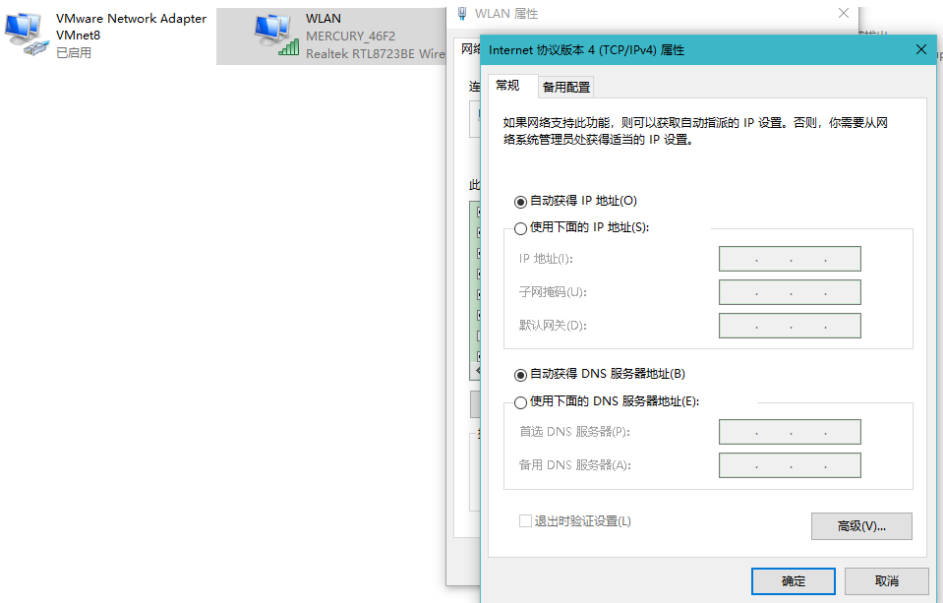 VMware Network Adapter
VMnet8
已启用
WLAN
MERCURY_46F2
Realtek RTL8723BE Wire
WLAN 属性
网络
Internet 协议版本 4 (TCP/IPv4) 属性
常规
备用配置
如果网络支持此功能，则可以获取自动指派的 IP 设置。否则，你需要从网
络系统管理员处获得适当的 IP 设置。
自动获得 IP 地址(O)
使用下面的 IP 地址(S):
IP 地址(I):
子网掩码(U):
默认网关(D):
自动获得 DNS 服务器地址(B)
使用下面的 DNS 服务器地址(E):
首选 DNS 服务器(P):
备用 DNS 服务器(A):
退出时验证设置(L)
高级(V)...
确定
取消